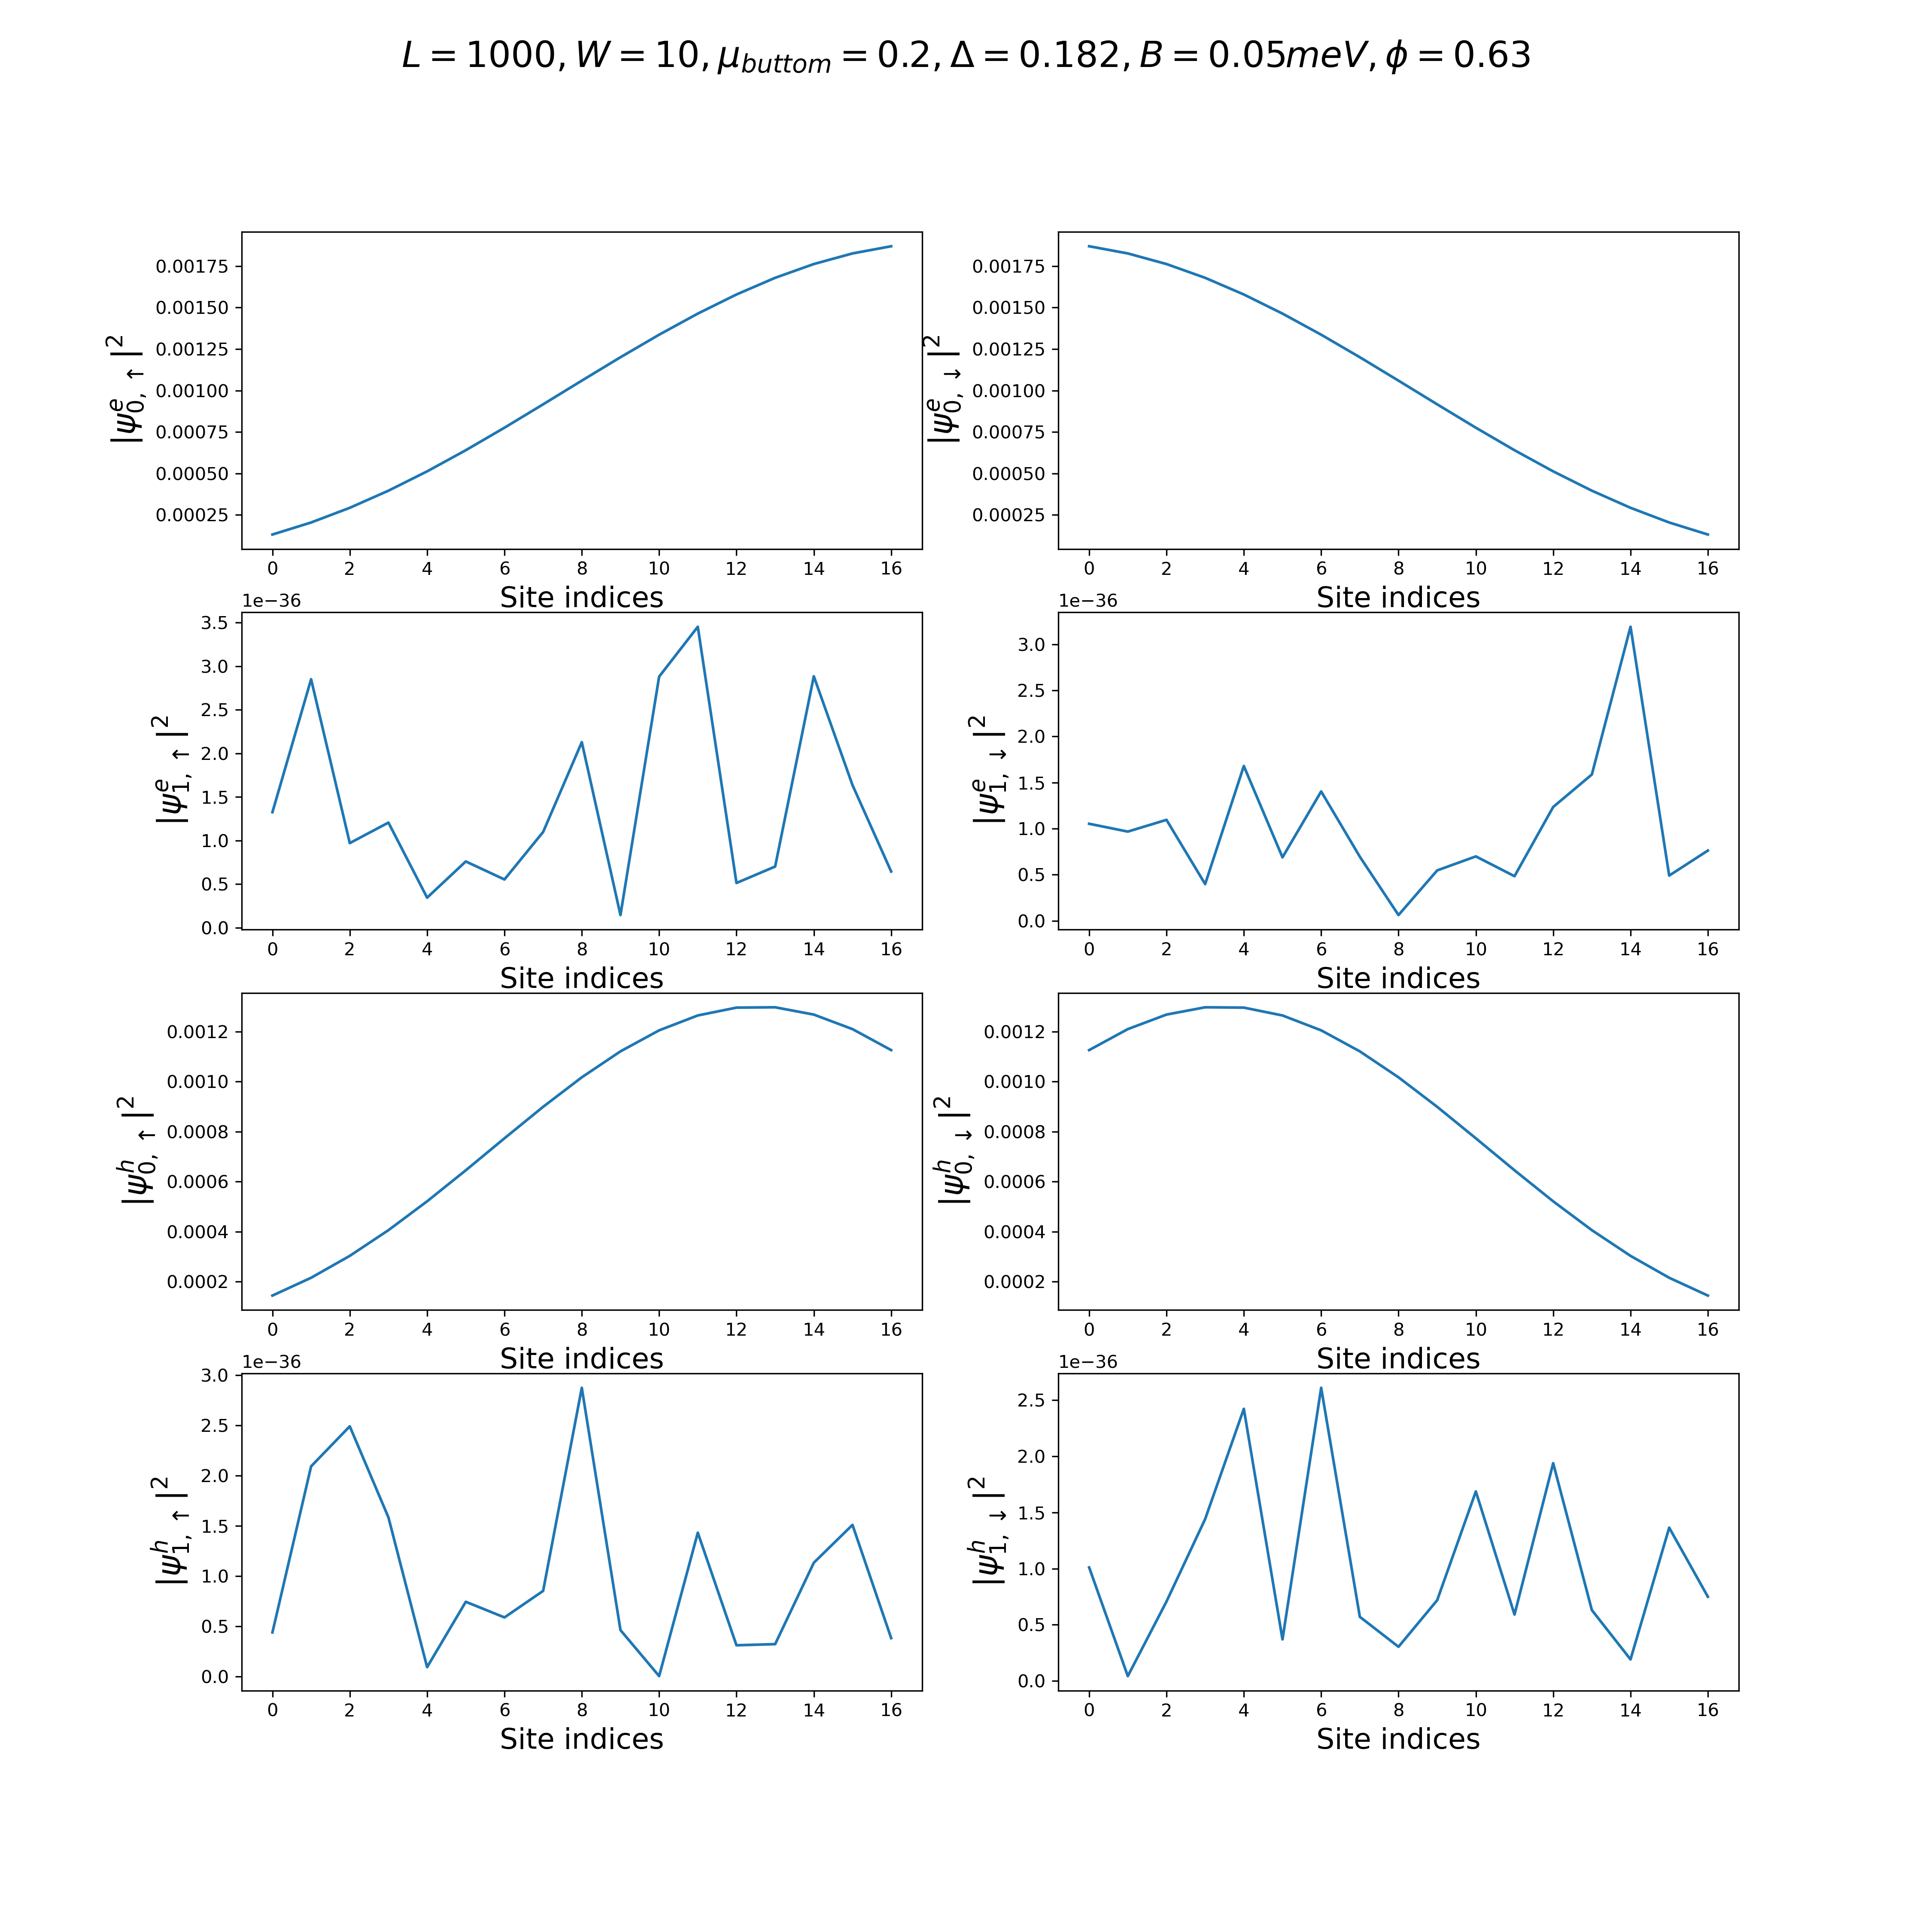 L = 1000, W = 10, μ_buttom = 0.2, Δ = 0.182, B = 0.05meV, ϕ = 0.63
|ψ^e_{0,↑}|²
0.00175
0.00150
0.00125
0.00100
0.00075
0.00050
0.00025
0 2 4 6 8 10 12 14 16
Site indices
|ψ^e_{0,↓}|²
0.00175
0.00150
0.00125
0.00100
0.00075
0.00050
0.00025
0 2 4 6 8 10 12 14 16
Site indices
1e−36
|ψ^e_{1,↑}|²
3.5
3.0
2.5
2.0
1.5
1.0
0.5
0.0
0 2 4 6 8 10 12 14 16
Site indices
1e−36
|ψ^e_{1,↓}|²
3.0
2.5
2.0
1.5
1.0
0.5
0.0
0 2 4 6 8 10 12 14 16
Site indices
|ψ^h_{0,↑}|²
0.0012
0.0010
0.0008
0.0006
0.0004
0.0002
0 2 4 6 8 10 12 14 16
Site indices
|ψ^h_{0,↓}|²
0.0012
0.0010
0.0008
0.0006
0.0004
0.0002
0 2 4 6 8 10 12 14 16
Site indices
1e−36
|ψ^h_{1,↑}|²
3.0
2.5
2.0
1.5
1.0
0.5
0.0
0 2 4 6 8 10 12 14 16
Site indices
1e−36
|ψ^h_{1,↓}|²
2.5
2.0
1.5
1.0
0.5
0.0
0 2 4 6 8 10 12 14 16
Site indices